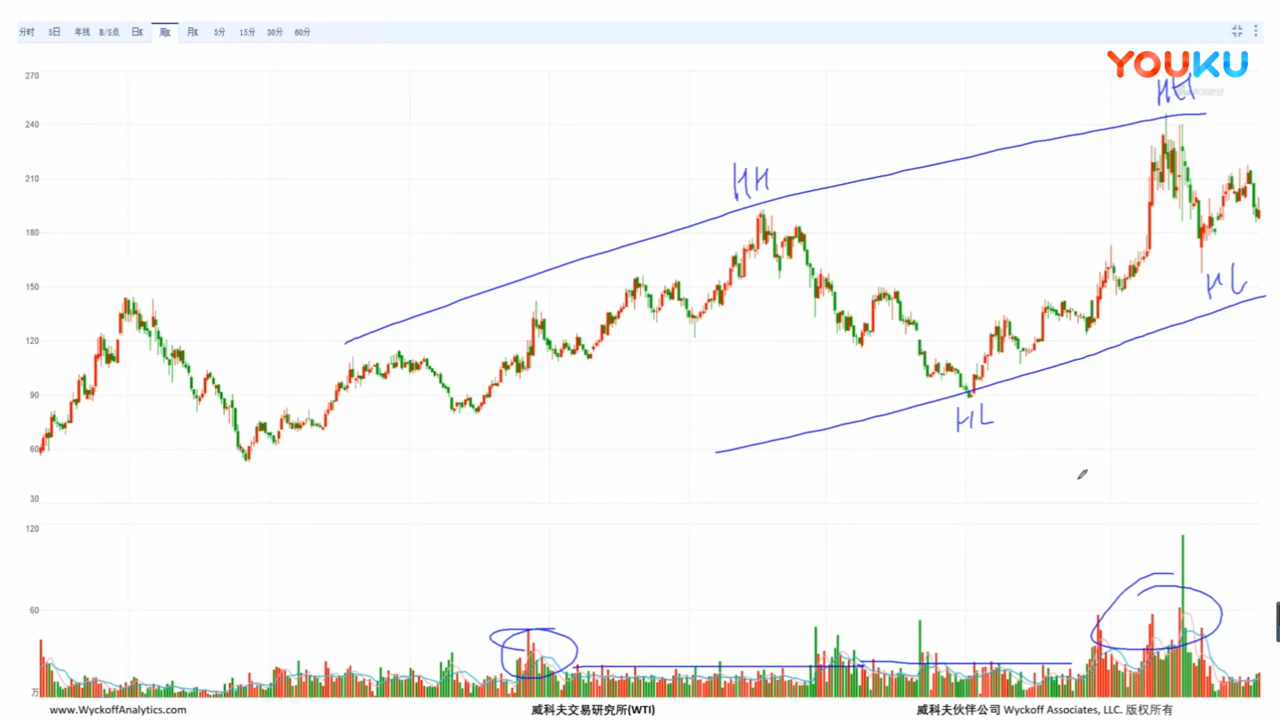 分时 5日 年线 B/S点 日K 周K 月K 5分 15分 30分 60分
YOUKU
270
HH
240
210
HH
180
150
HL
120
90
HL
60
30
120
60
万
www.WyckoffAnalytics.com 威科夫交易研究所(WTI) 威科夫伙伴公司 Wyckoff Associates, LLC. 版权所有